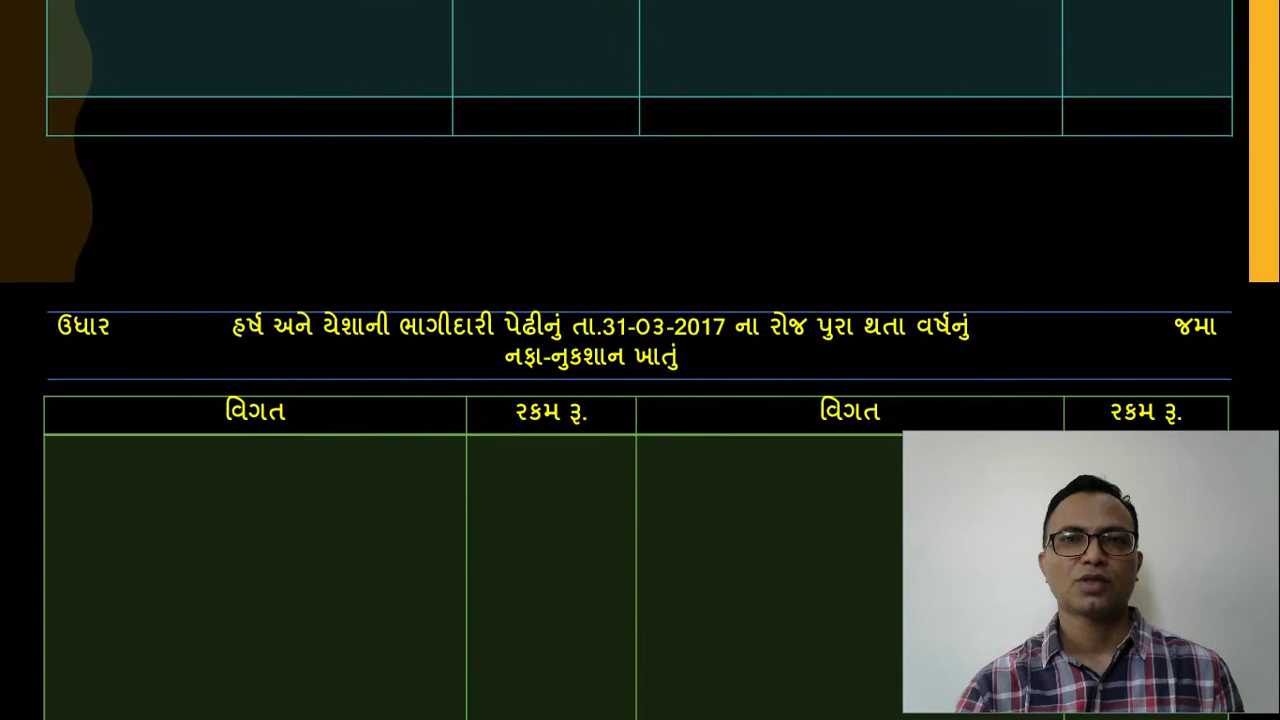 ઉધાર હર્ષ અને યેશાની ભાગીદારી પેઢીનું તા.31-03-2017 ના રોજ પુરા થતા વર્ષનું જમા
નફા-નુકશાન ખાતું
વિગત રકમ રૂ. વિગત રકમ રૂ.